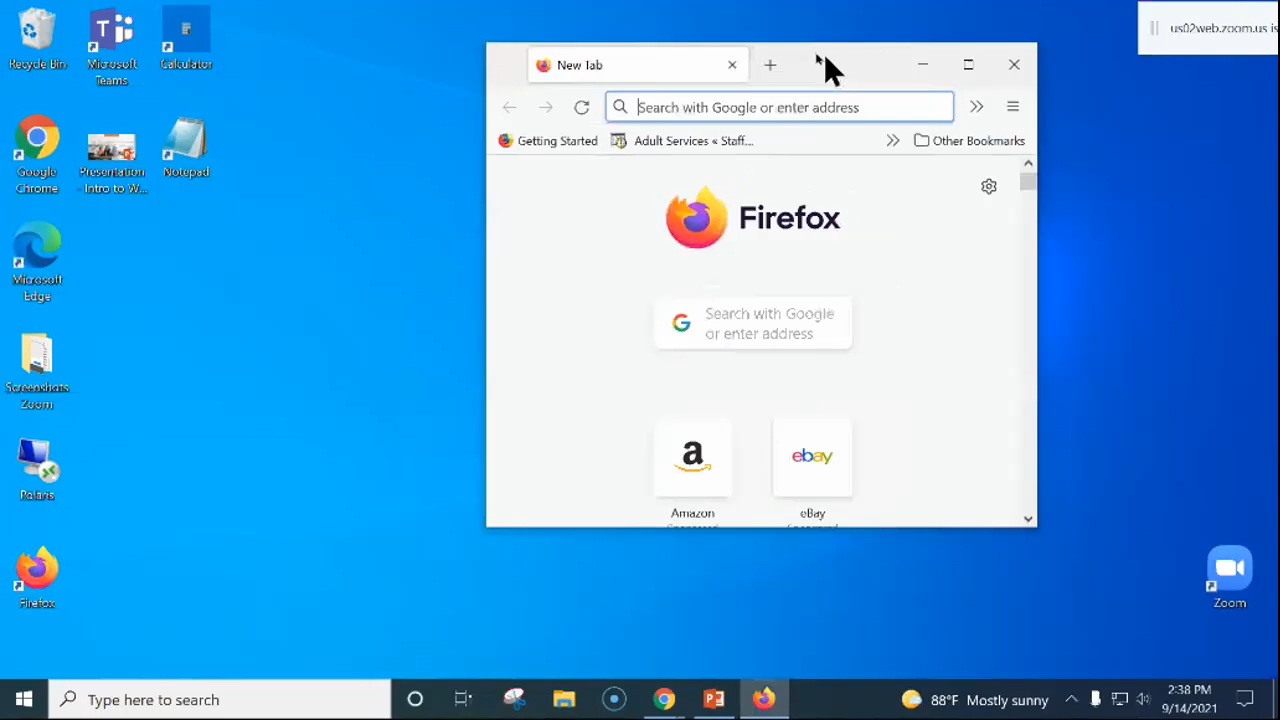 Recycle Bin
Microsoft
Teams
Calculator
us02web.zoom.us is
New Tab
Search with Google or enter address
Getting Started
Adult Services « Staff...
Other Bookmarks
Google
Chrome
Presentation
- Intro to W...
Notepad
Firefox
Microsoft
Edge
Search with Google
or enter address
Screenshots
Zoom
a
ebay
Polaris
Amazon
eBay
Firefox
Zoom
Type here to search
88°F Mostly sunny
2:38 PM
9/14/2021